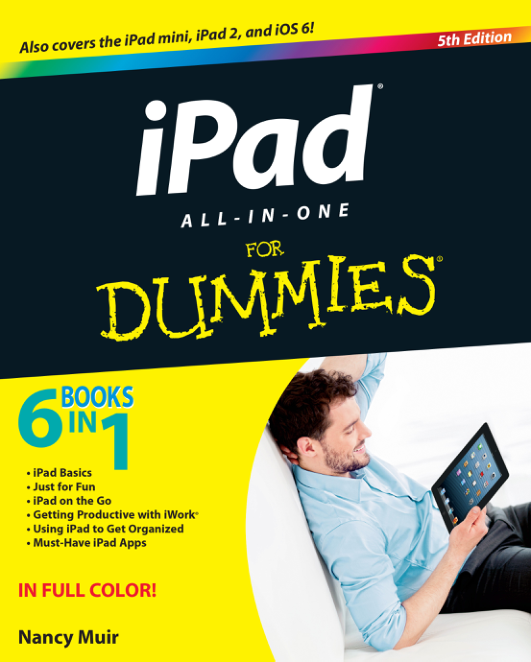 Also covers the iPad mini, iPad 2, and iOS 6!
5th Edition
iPad®
ALL-IN-ONE
FOR
DUMMIES®
6 BOOKS
IN 1
• iPad Basics
• Just for Fun
• iPad on the Go
• Getting Productive with iWork®
• Using iPad to Get Organized
• Must-Have iPad Apps
IN FULL COLOR!
Nancy Muir